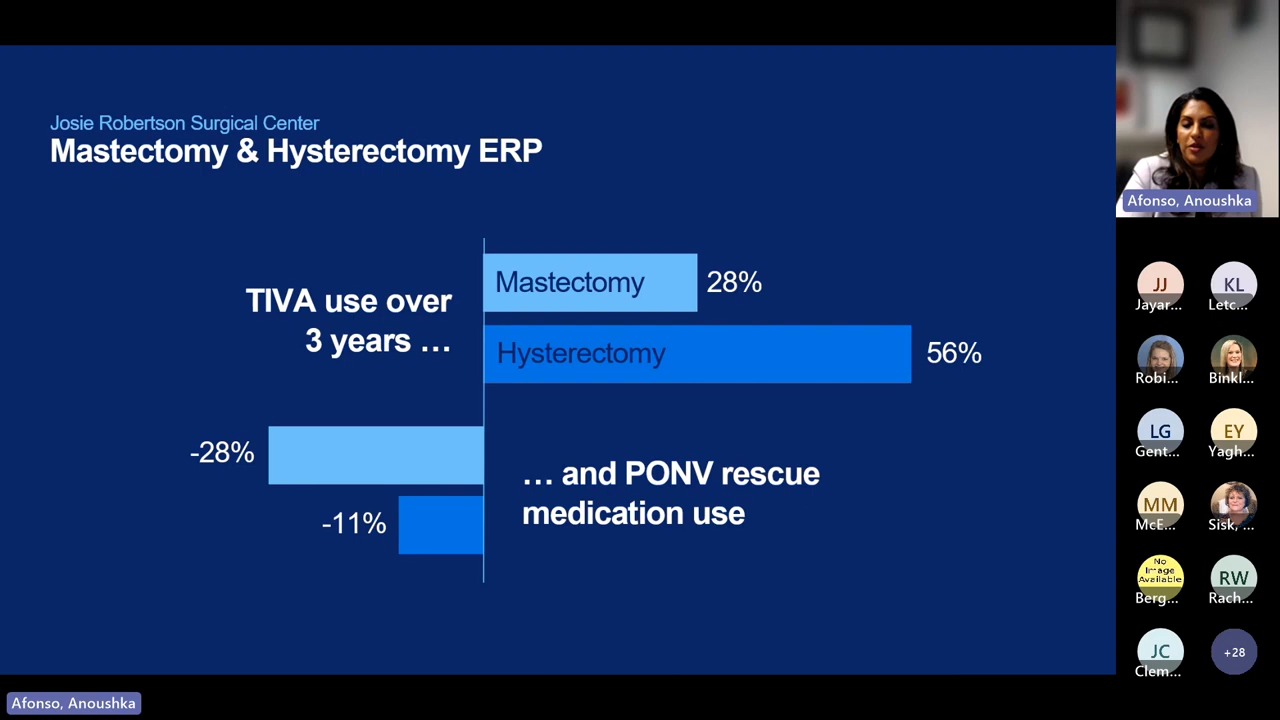 Josie Robertson Surgical Center
Mastectomy & Hysterectomy ERP
TIVA use over
3 years …
Mastectomy
28%
Hysterectomy
56%
-28%
-11%
… and PONV rescue
medication use
Afonso, Anoushka
JJ
Jayar...
KL
Letc...
Robi...
Binkl...
LG
Gent...
EY
Yagh...
MM
McE...
Sisk, ...
No
Image
Available
Berg...
RW
Rach...
JC
Clem...
+28
Afonso, Anoushka